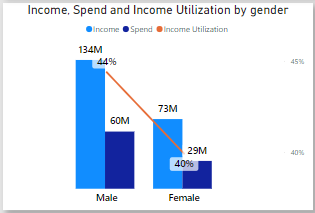 Income, Spend and Income Utilization by gender
Income Spend Income Utilization
134M
44%
45%
60M
73M
29M
40%
40%
Male Female